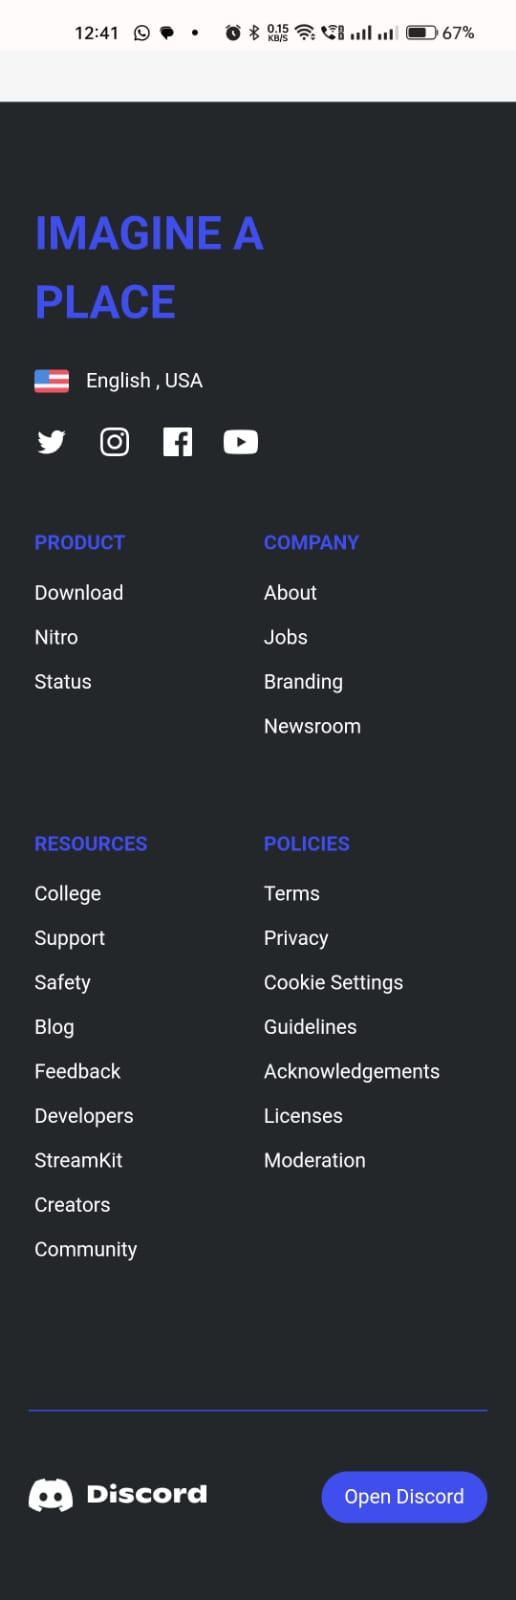 12:41 0.15 KB/S 67%
IMAGINE A
PLACE
English , USA
PRODUCT
Download
Nitro
Status
COMPANY
About
Jobs
Branding
Newsroom
RESOURCES
College
Support
Safety
Blog
Feedback
Developers
StreamKit
Creators
Community
POLICIES
Terms
Privacy
Cookie Settings
Guidelines
Acknowledgements
Licenses
Moderation
Discord
Open Discord